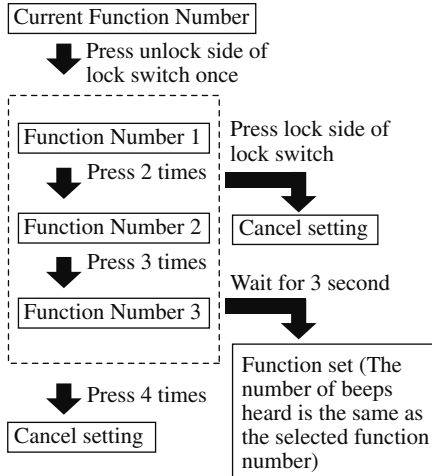 Current Function Number
Press unlock side of
lock switch once
Function Number 1
Press 2 times
Function Number 2
Press 3 times
Function Number 3
Press 4 times
Cancel setting
Press lock side of
lock switch
Cancel setting
Wait for 3 second
Function set (The
number of beeps
heard is the same as
the selected function
number)